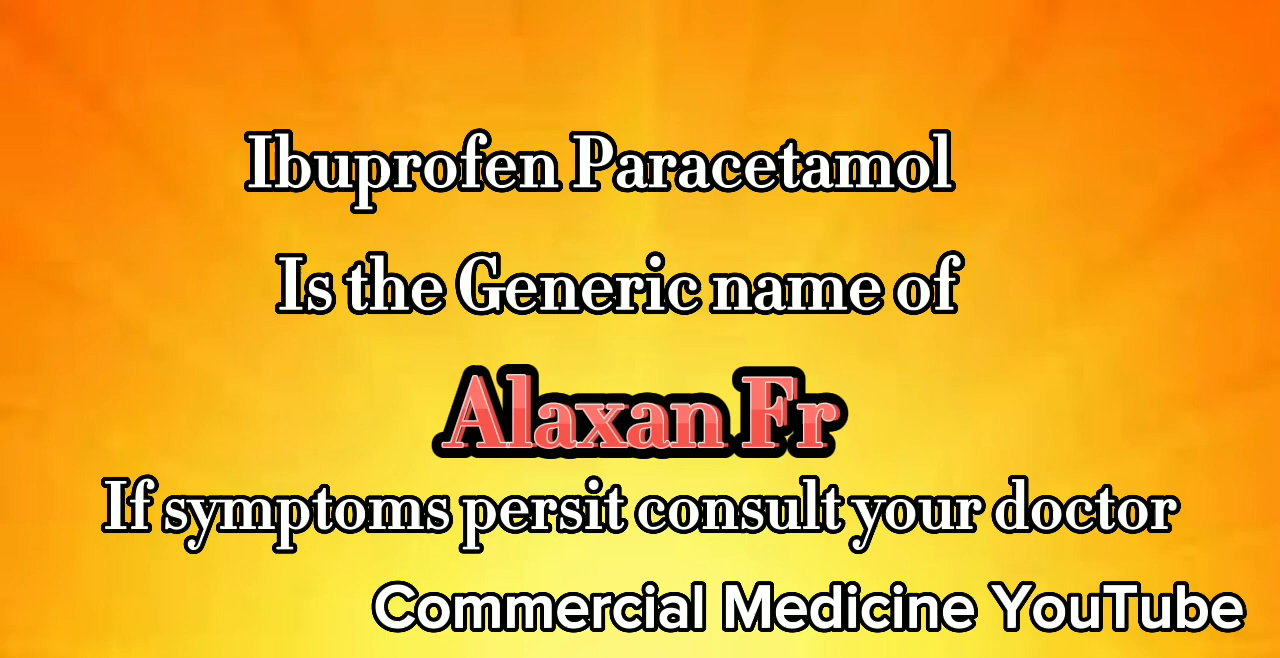 Ibuprofen Paracetamol
Is the Generic name of
Alaxan Fr
If symptoms persit consult your doctor
Commercial Medicine YouTube